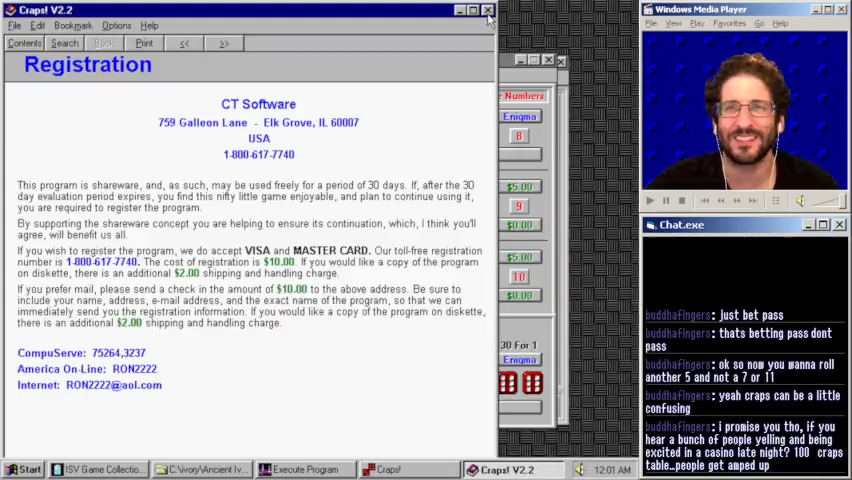 Craps! V2.2
File Edit Bookmark Options Help
Contents Search Back Print << >>
Registration
CT Software
759 Galleon Lane - Elk Grove, IL 60007
USA
1-800-617-7740
This program is shareware, and, as such, may be used freely for a period of 30 days. If, after the 30
day evaluation period expires, you find this nifty little game enjoyable, and plan to continue using it,
you are required to register the program.
By supporting the shareware concept you are helping to ensure its continuation, which, I think you'll
agree, will benefit us all.
If you wish to register the program, we do accept VISA and MASTER CARD. Our toll-free registration
number is 1-800-617-7740. The cost of registration is $10.00. If you would like a copy of the program
on diskette, there is an additional $2.00 shipping and handling charge.
If you prefer mail, please send a check in the amount of $10.00 to the above address. Be sure to
include your name, address, e-mail address, and the exact name of the program, so that we can
immediately send you the registration information. If you would like a copy of the program on diskette,
there is an additional $2.00 shipping and handling charge.
CompuServe: 75264,3237
America On-Line: RON2222
Internet: RON2222@aol.com
e Numbers
Enigma
8
$5.00
9
$0.00
$5.00
10
$0.00
30 For 1
Enigma
Windows Media Player
File View Play Favorites Go Help
Chat.exe
buddhafingers: just bet pass
buddhafingers: thats betting pass dont
pass
buddhafingers: ok so now you wanna roll
another 5 and not a 7 or 11
buddhafingers: yeah craps can be a little
confusing
buddhafingers: i promise you tho, if you
hear a bunch of people yelling and being
excited in a casino late night? 100 craps
table...people get amped up
Start ISV Game Collectio... C:\ivory\Ancient Iv... Execute Program Craps! Craps! V2.2 12:01 AM